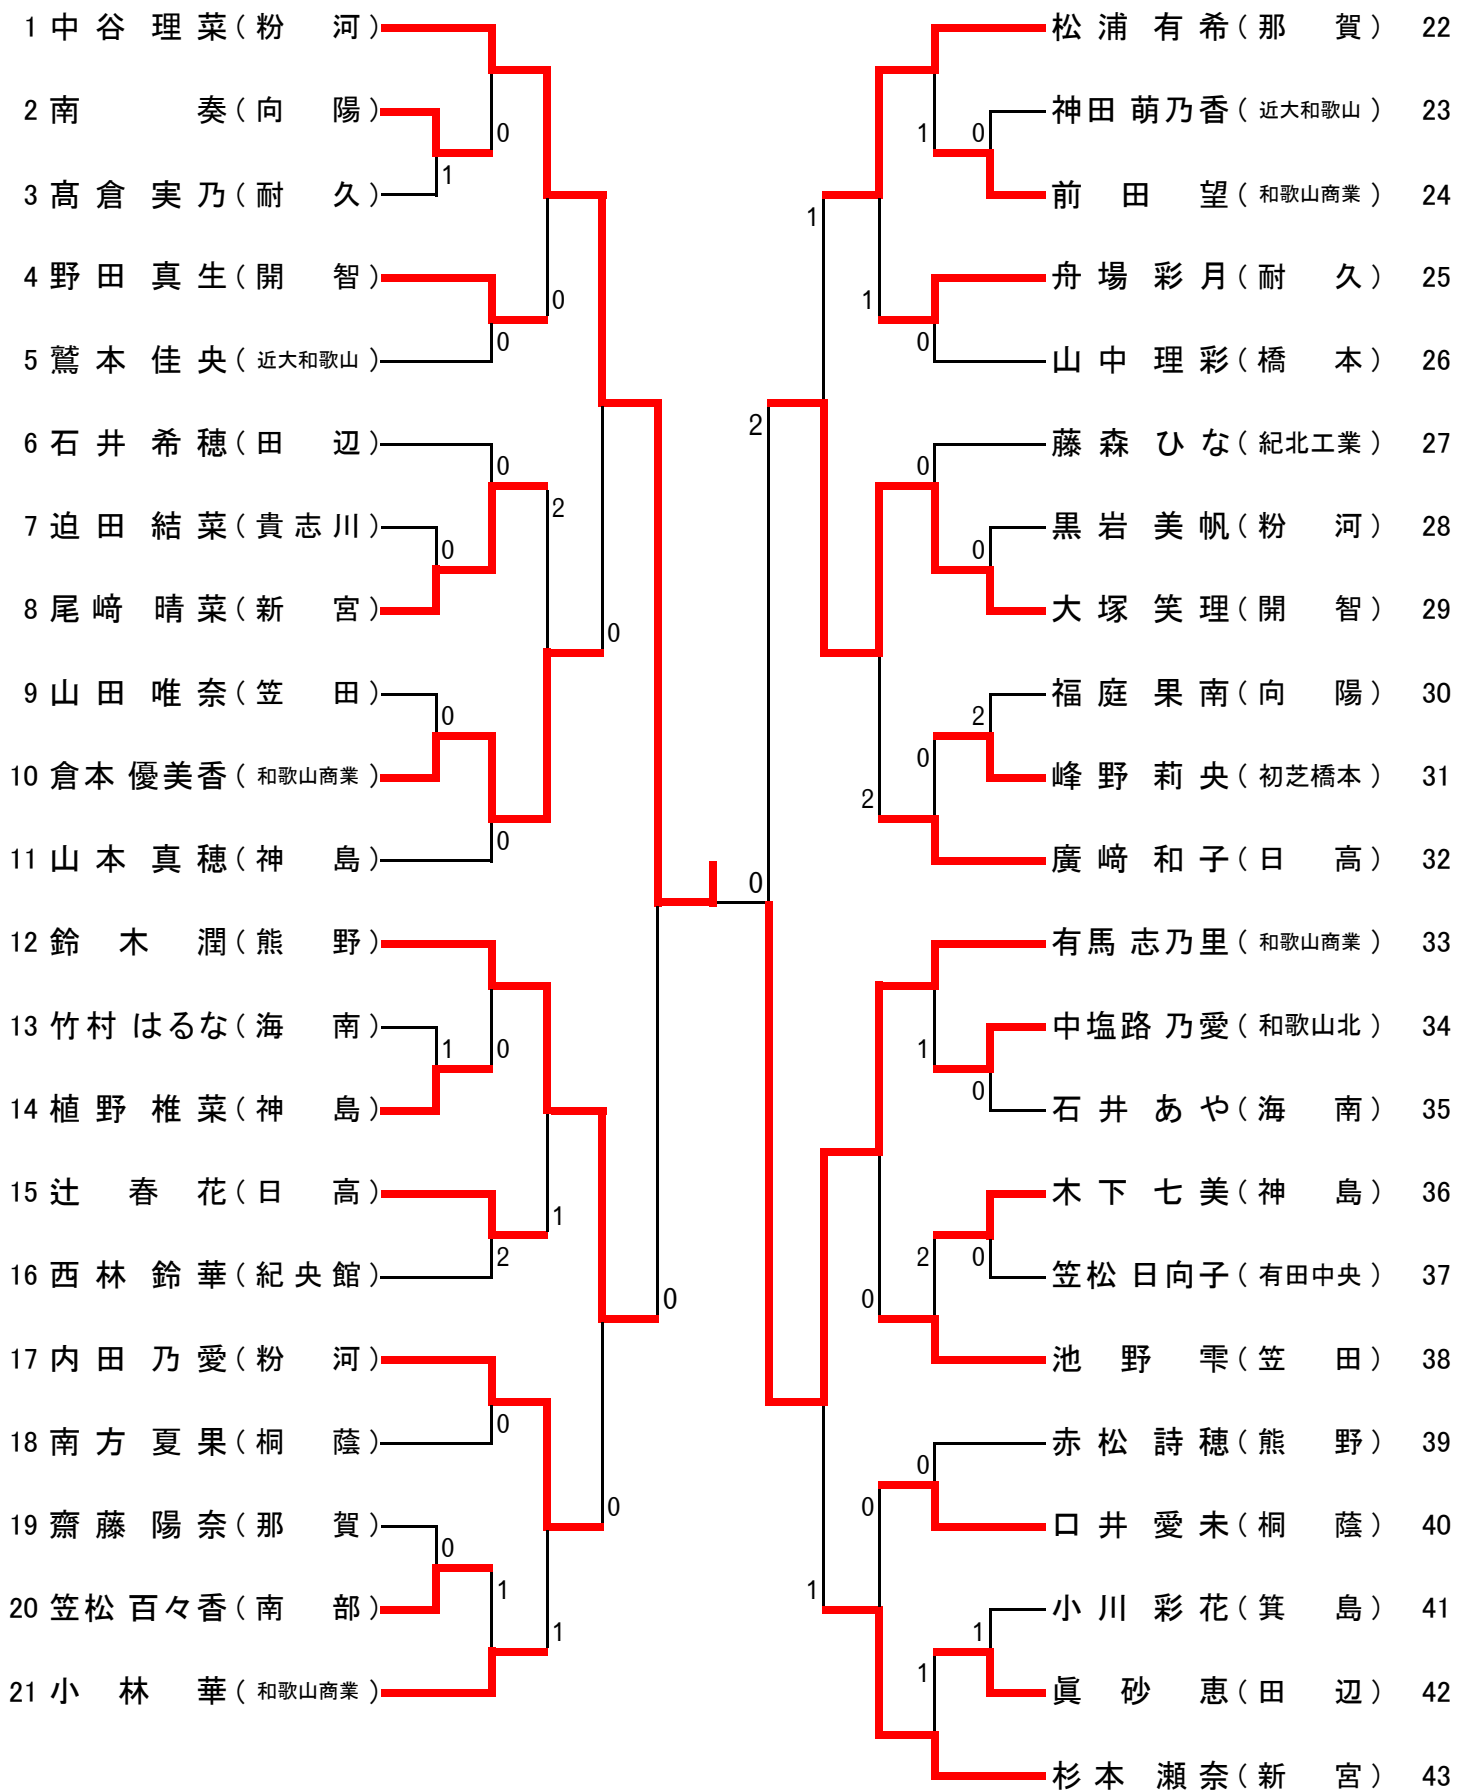 1 中谷 理菜 (粉 河)
2 南 奏 (向 陽)
0
3 髙倉 実乃 (耐 久)
1
4 野田 真生 (開 智)
0
5 鷲本 佳央 (近大和歌山)
0
6 石井 希穂 (田 辺)
0
7 迫田 結菜 (貴志川)
2
0
8 尾﨑 晴菜 (新 宮)
0
9 山田 唯奈 (笠 田)
0
10 倉本 優美香 (和歌山商業)
11 山本 真穂 (神 島)
0
12 鈴木 潤 (熊 野)
13 竹村 はるな (海 南)
1
0
14 植野 椎菜 (神 島)
15 辻 春花 (日 高)
1
16 西林 鈴華 (紀央館)
2
0
17 内田 乃愛 (粉 河)
18 南方 夏果 (桐 蔭)
0
19 齋藤 陽奈 (那 賀)
0
0
20 笠松 百々香 (南 部)
1
1
21 小林 華 (和歌山商業)
0
松浦 有希 (那 賀) 22
神田 萌乃香 (近大和歌山) 23
1
0
前田 望 (和歌山商業) 24
1
舟場 彩月 (耐 久) 25
1
山中 理彩 (橋 本) 26
0
2
藤森 ひな (紀北工業) 27
0
黒岩 美帆 (粉 河) 28
0
大塚 笑理 (開 智) 29
福庭 果南 (向 陽) 30
2
0
峰野 莉央 (初芝橋本) 31
2
廣﨑 和子 (日 高) 32
有馬 志乃里 (和歌山商業) 33
中塩路 乃愛 (和歌山北) 34
1
0
石井 あや (海 南) 35
木下 七美 (神 島) 36
2
0
笠松 日向子 (有田中央) 37
0
池野 雫 (笠 田) 38
赤松 詩穂 (熊 野) 39
0
0
口井 愛未 (桐 蔭) 40
1
小川 彩花 (箕 島) 41
1
1
眞砂 恵 (田 辺) 42
杉本 瀬奈 (新 宮) 43